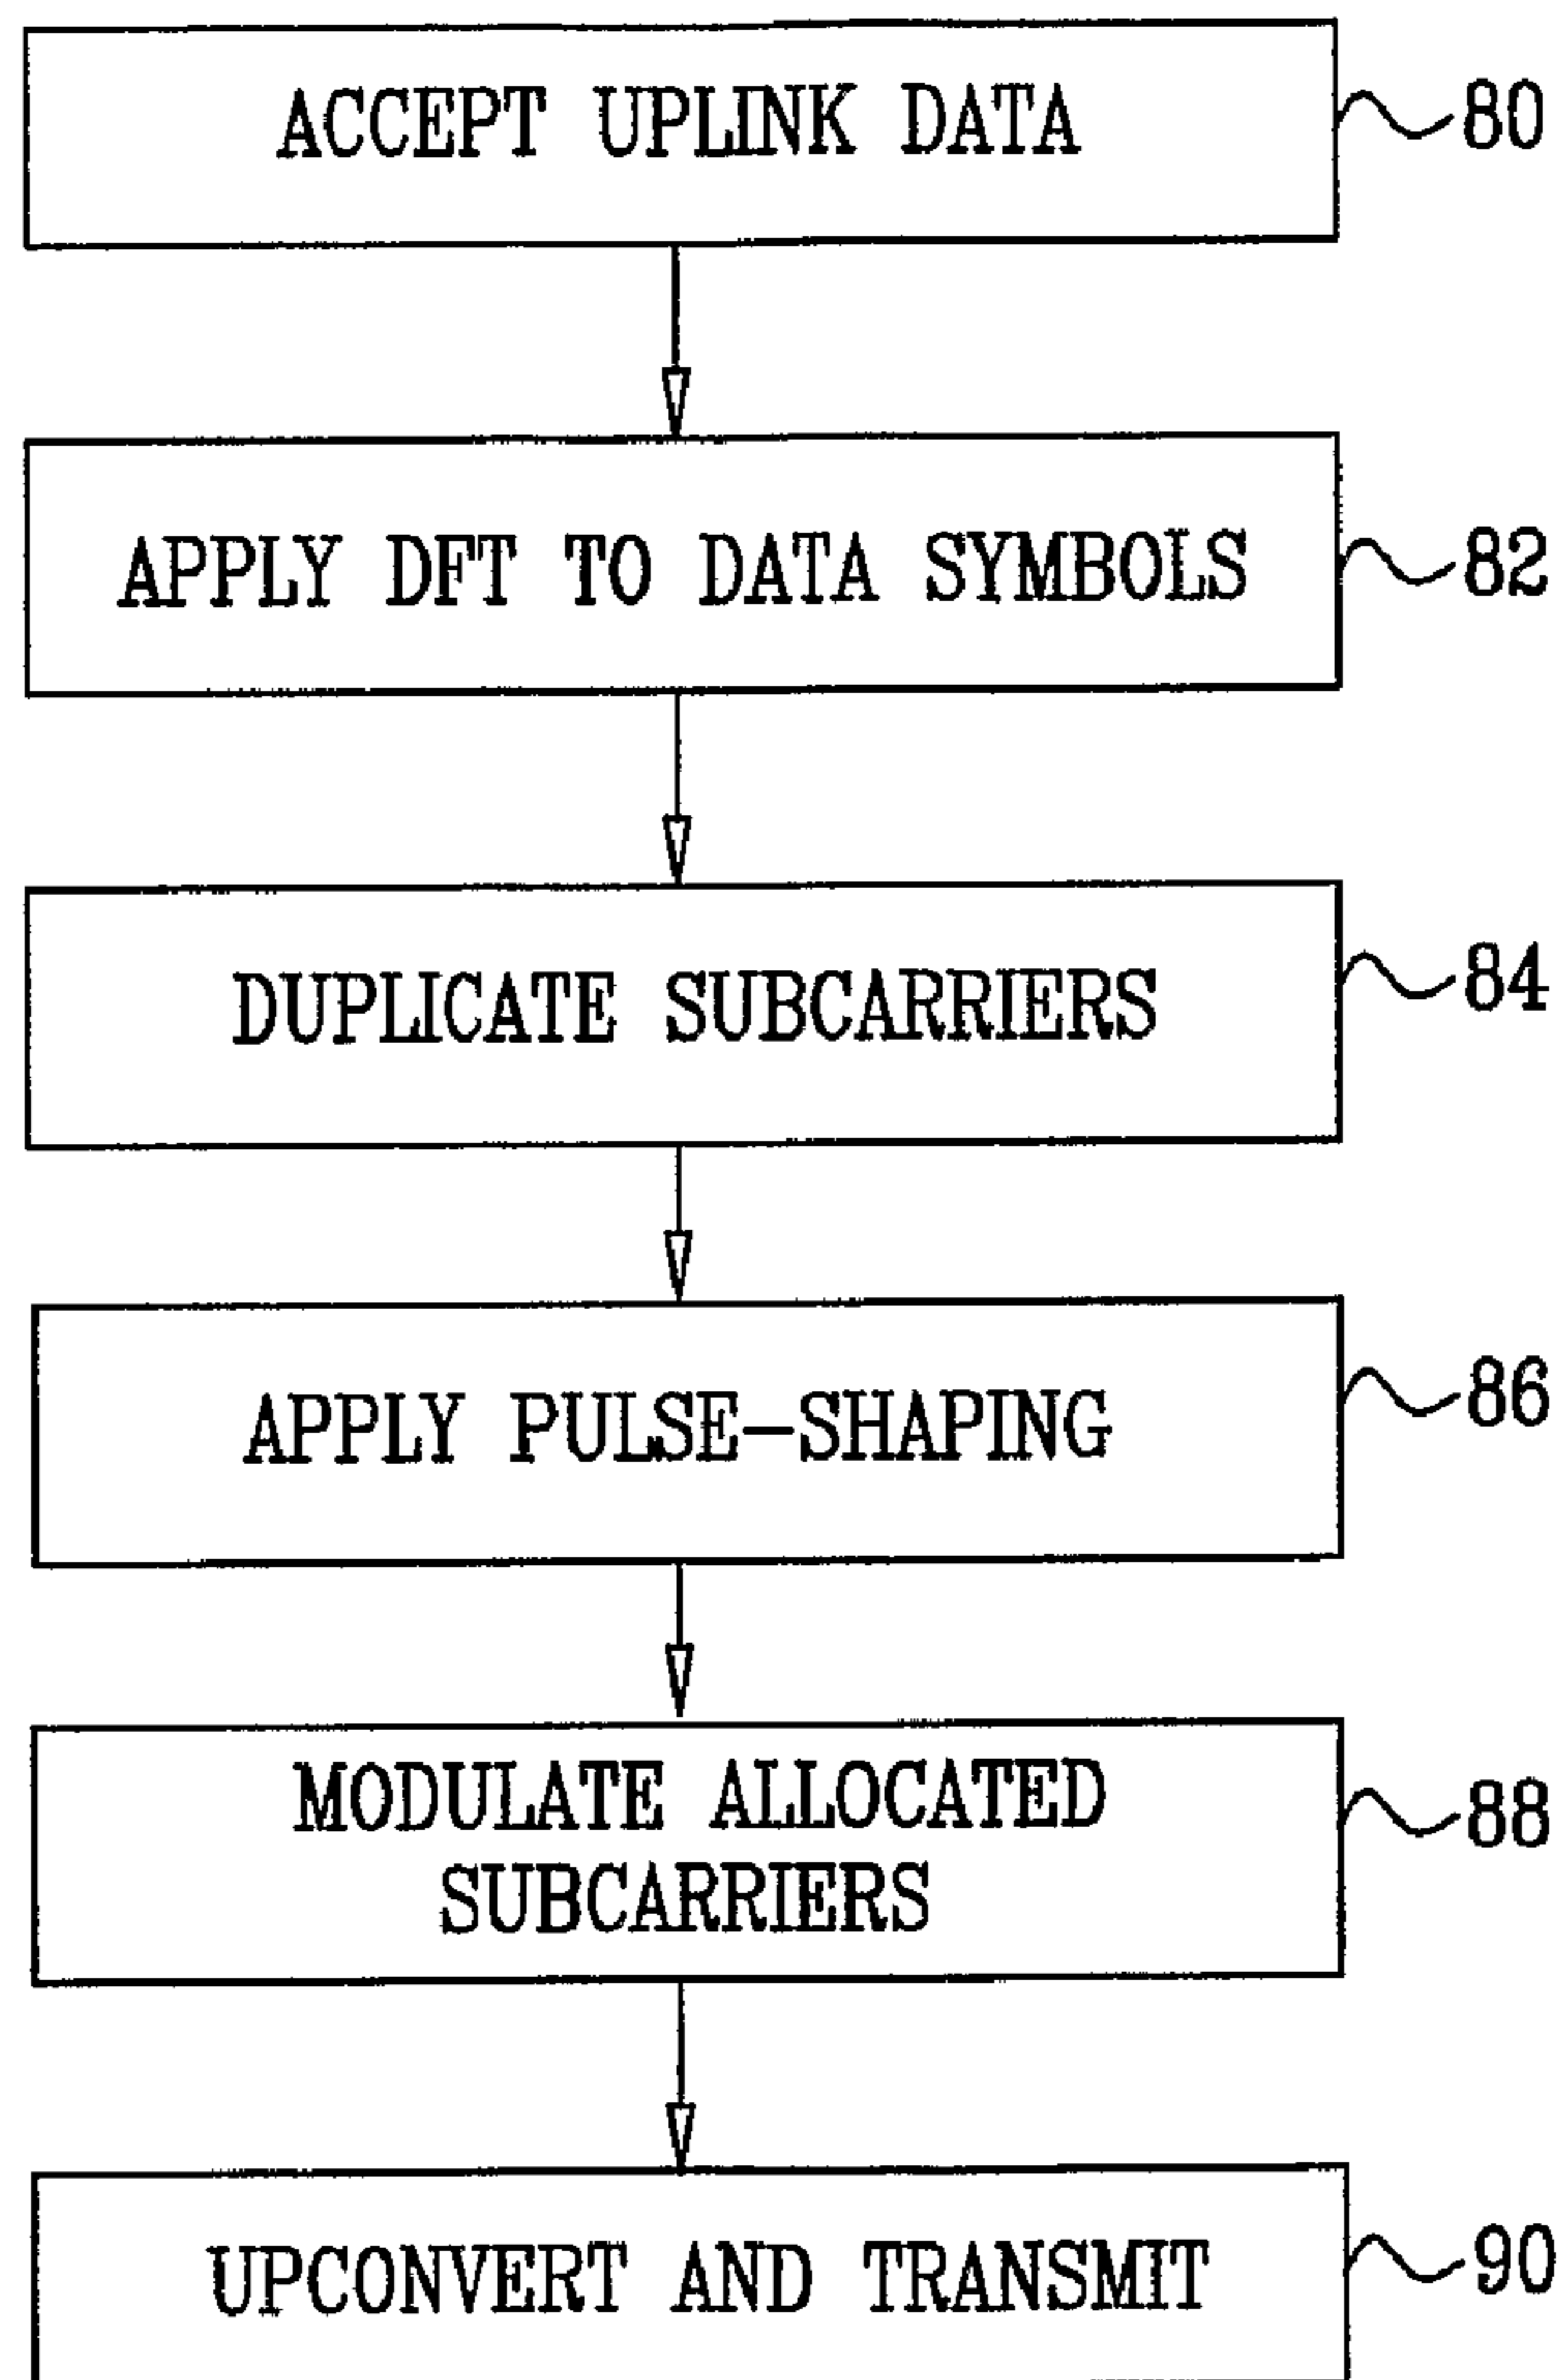 ACCEPT UPLINK DATA 80
APPLY DFT TO DATA SYMBOLS 82
DUPLICATE SUBCARRIERS 84
APPLY PULSE-SHAPING 86
MODULATE ALLOCATED
SUBCARRIERS 88
UPCONVERT AND TRANSMIT 90